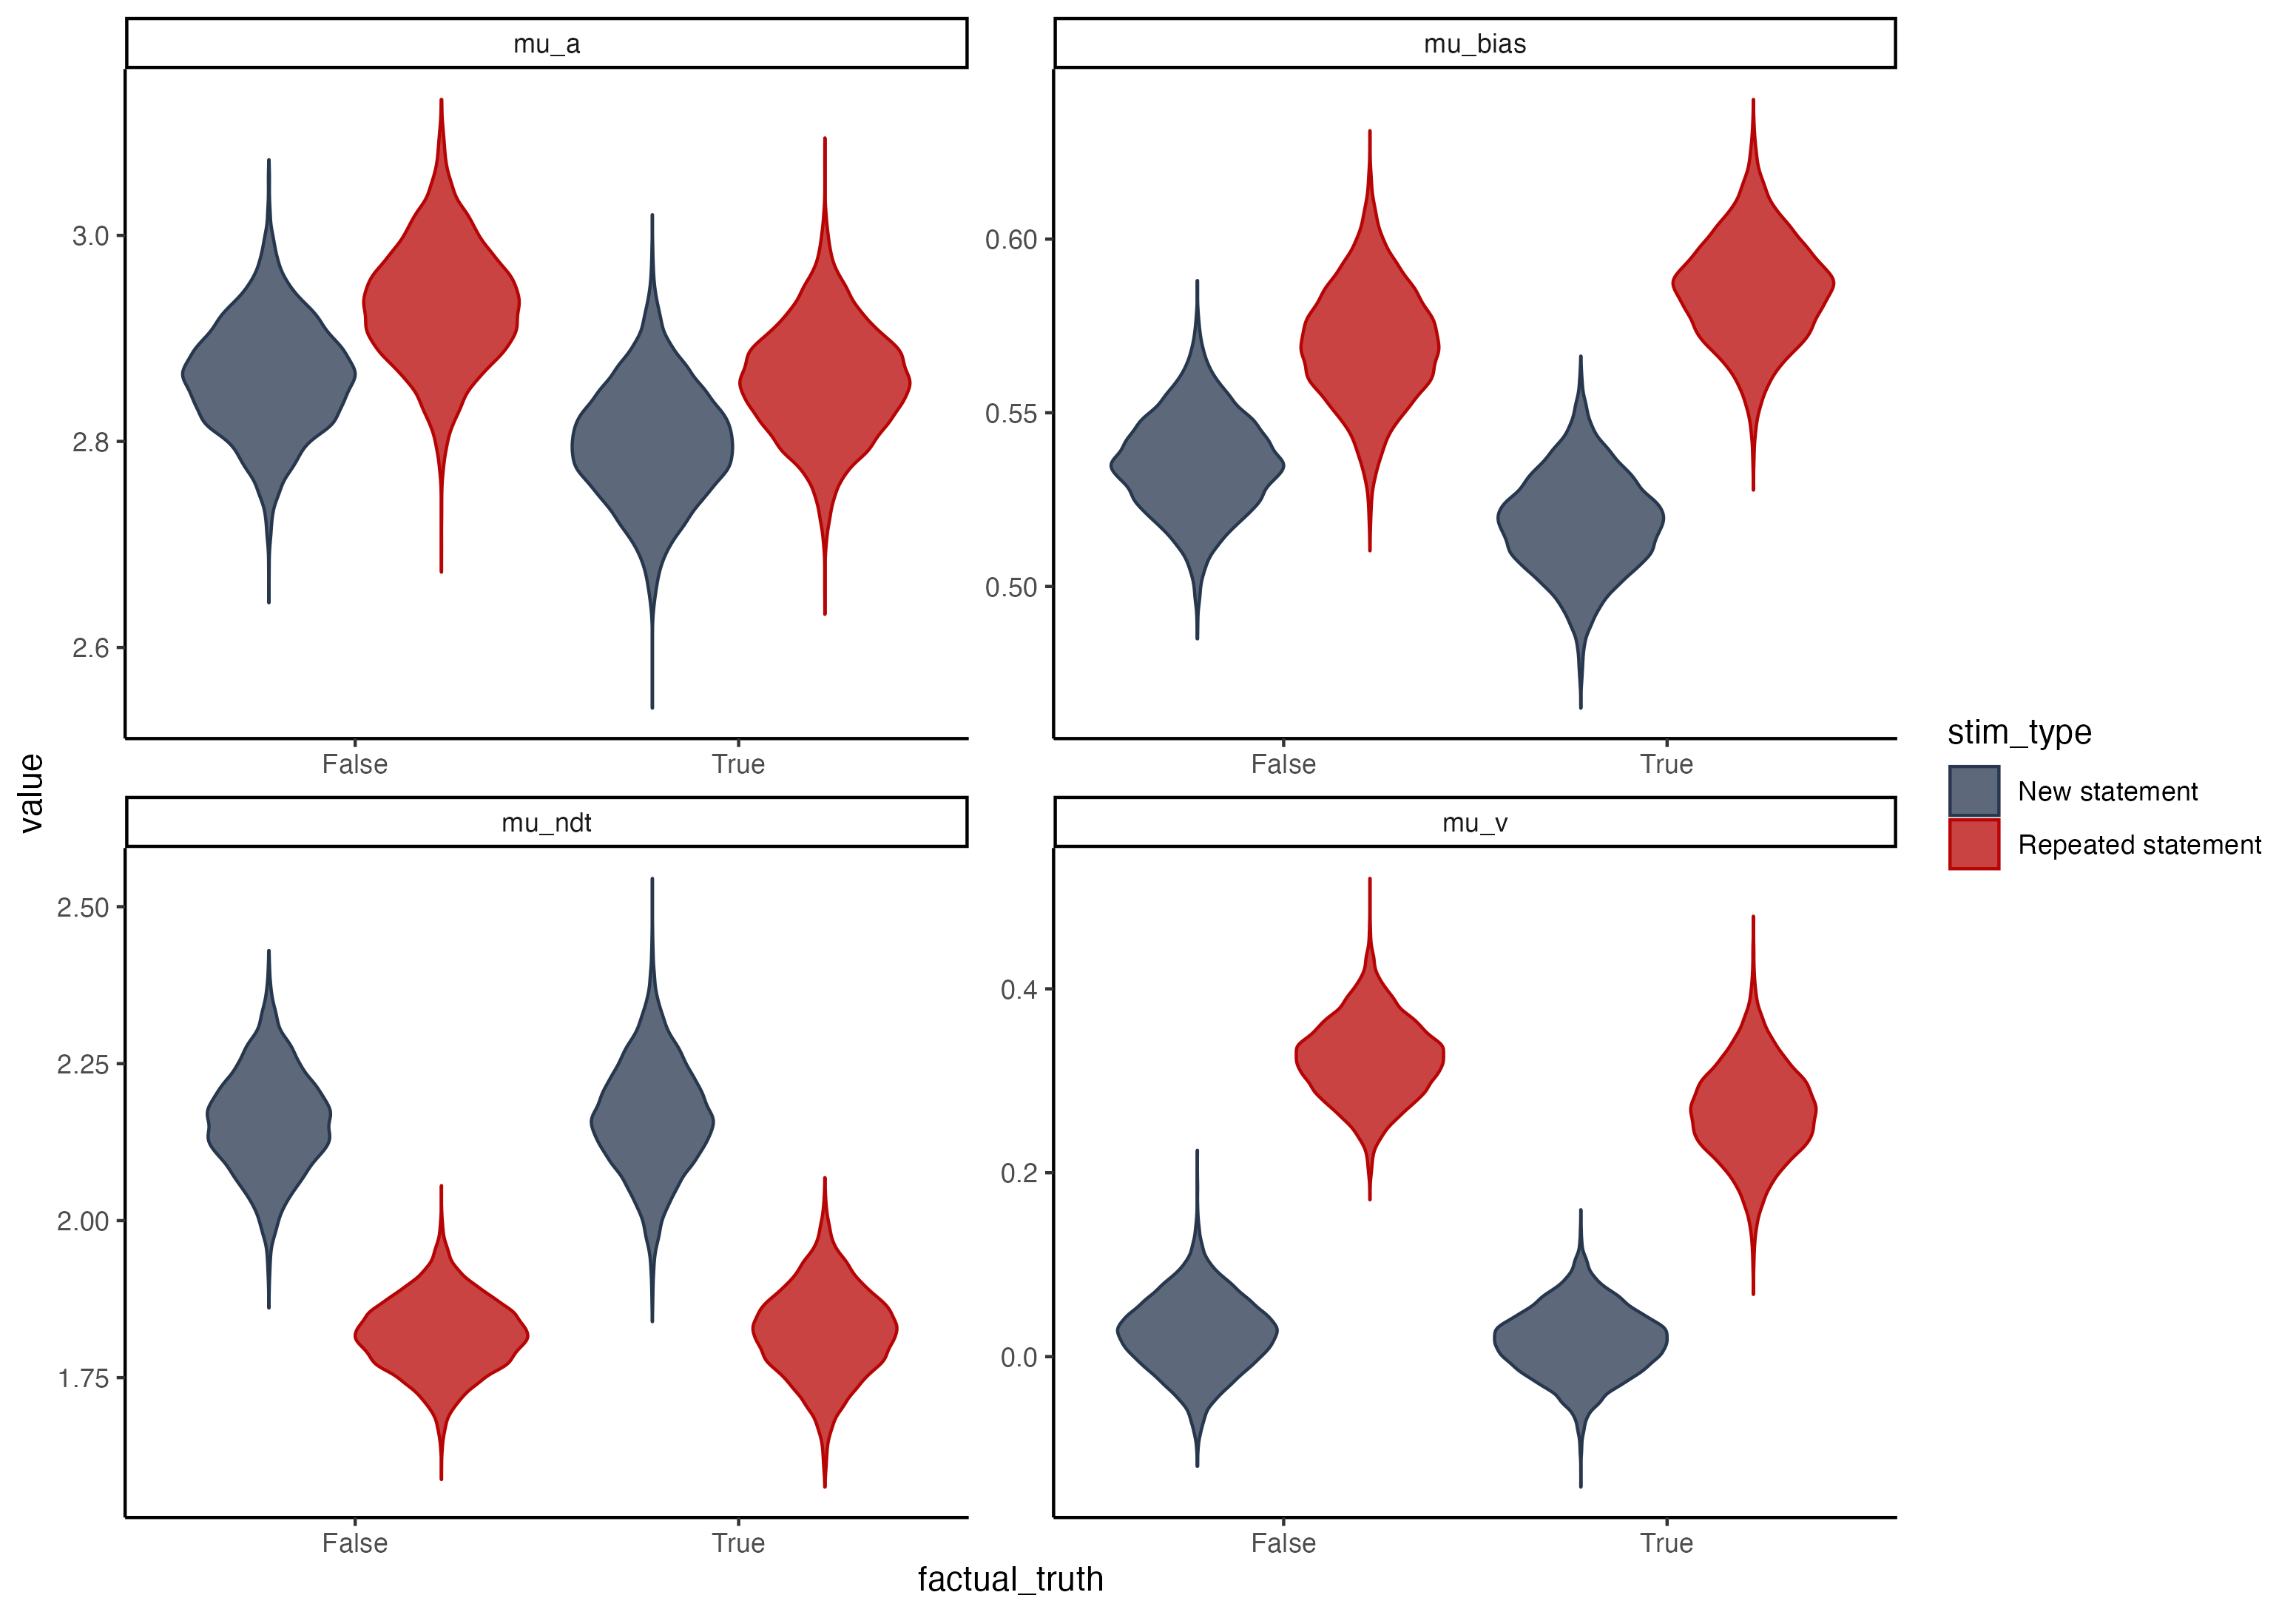 mu_a
mu_bias
3.0
2.8
2.6
0.60
0.55
0.50
False
True
False
True
mu_ndt
mu_v
2.50
2.25
2.00
1.75
0.4
0.2
0.0
False
True
False
True
value
factual_truth
stim_type
New statement
Repeated statement